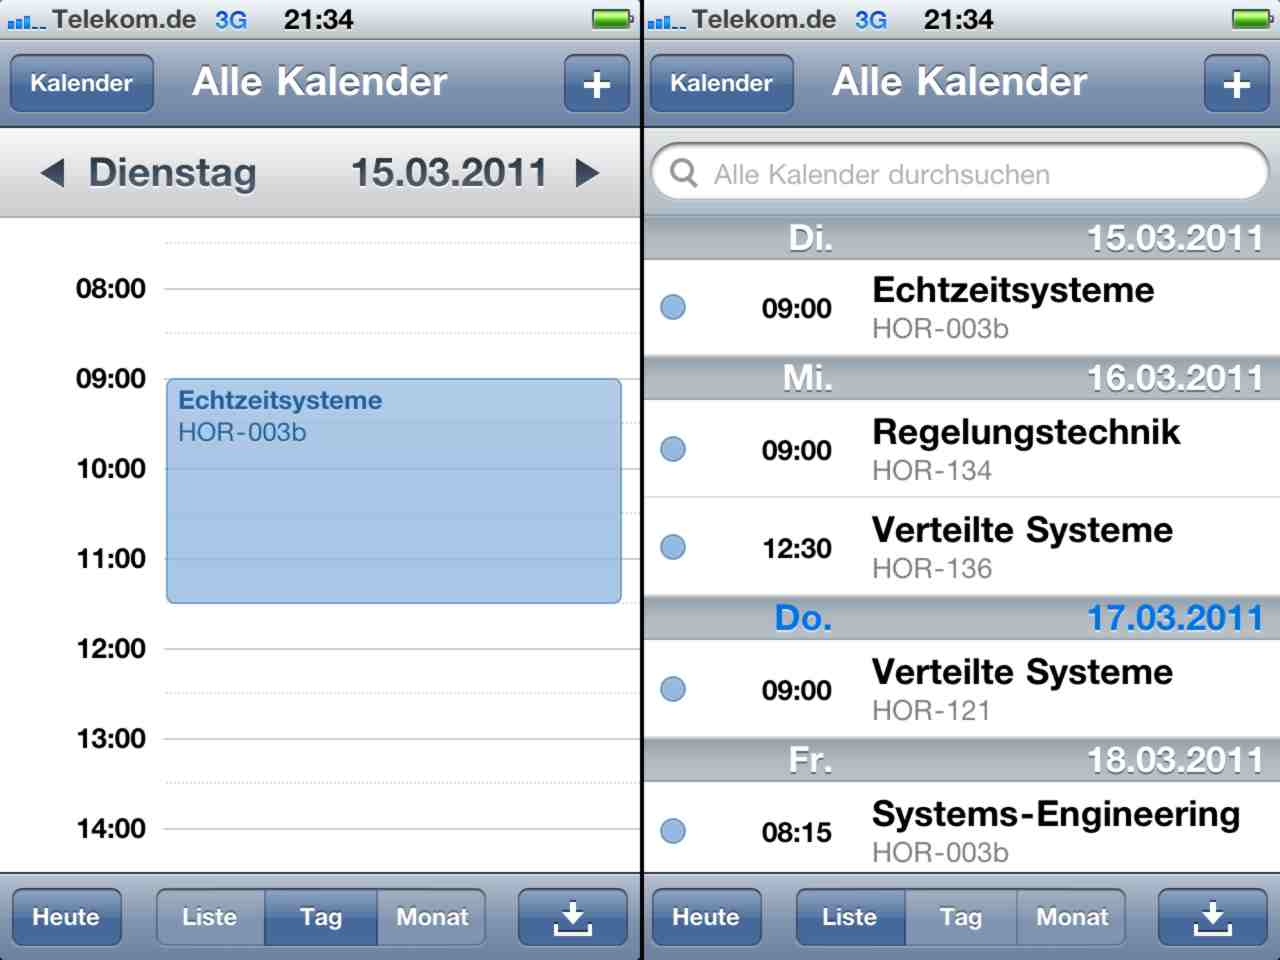 Telekom.de 3G 21:34
Kalender Alle Kalender +
Dienstag 15.03.2011
08:00
09:00
Echtzeitsysteme
HOR-003b
10:00
11:00
12:00
13:00
14:00
Heute Liste Tag Monat
Telekom.de 3G 21:34
Kalender Alle Kalender +
Alle Kalender durchsuchen
Di. 15.03.2011
09:00 Echtzeitsysteme
HOR-003b
Mi. 16.03.2011
09:00 Regelungstechnik
HOR-134
12:30 Verteilte Systeme
HOR-136
Do. 17.03.2011
09:00 Verteilte Systeme
HOR-121
Fr. 18.03.2011
08:15 Systems-Engineering
HOR-003b
Heute Liste Tag Monat